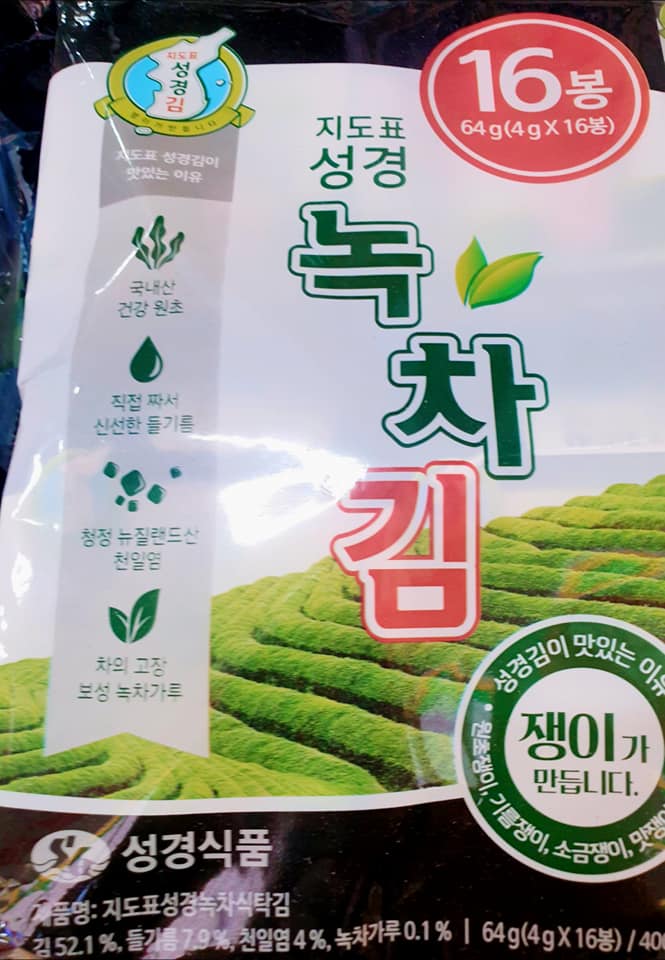 지도표
성경김
16봉
64g(4gX16봉)
지도표
성경
녹차김
지도표 성경김이
맛있는 이유
국내산
건강 원초
직접 짜서
신선한 들기름
청정 뉴질랜드산
천일염
차의 고장
보성 녹차가루
성경김이 맛있는 이유
쟁이가
만듭니다.
원초쟁이, 기름쟁이, 소금쟁이,
성경식품
제품명: 지도표성경녹차식탁김
김 52.1%, 들기름 7.9%, 천일염 4%, 녹차가루 0.1% | 64g(4gX16봉) / 400